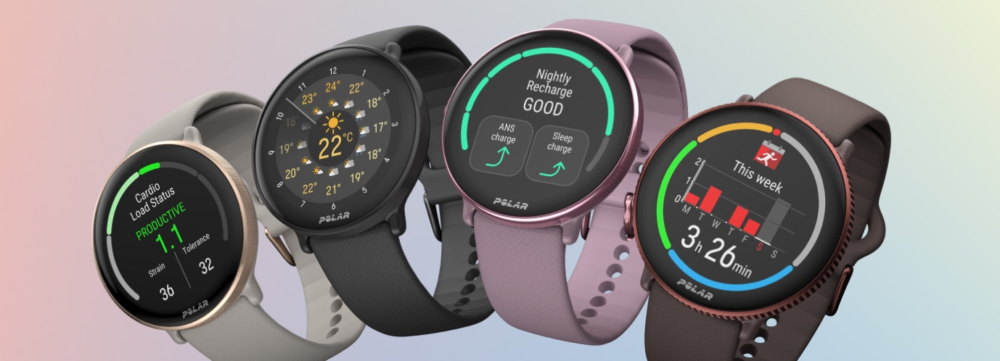 Cardio
Load Status
PRODUCTIVE
1.1
Strain
Tolerance
36
32
POLAR
12
1
2
3
4
5
6
7
8
9
10
11
24°
22°
18°
17°
18°
19°
21°
22°
20°
19°
18°
23°
22°C
POLAR
Nightly
Recharge
GOOD
ANS
charge
Sleep
charge
POLAR
This week
2
1
0
M T W T F S S
3h 26min
POLAR